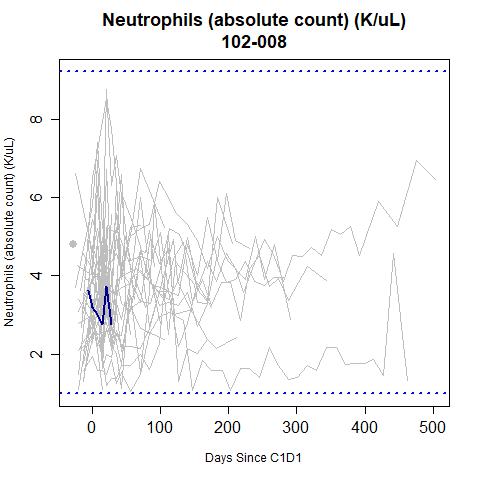 Neutrophils (absolute count) (K/uL)
102-008
Neutrophils (absolute count) (K/uL)
8
6
4
2
0 100 200 300 400 500
Days Since C1D1